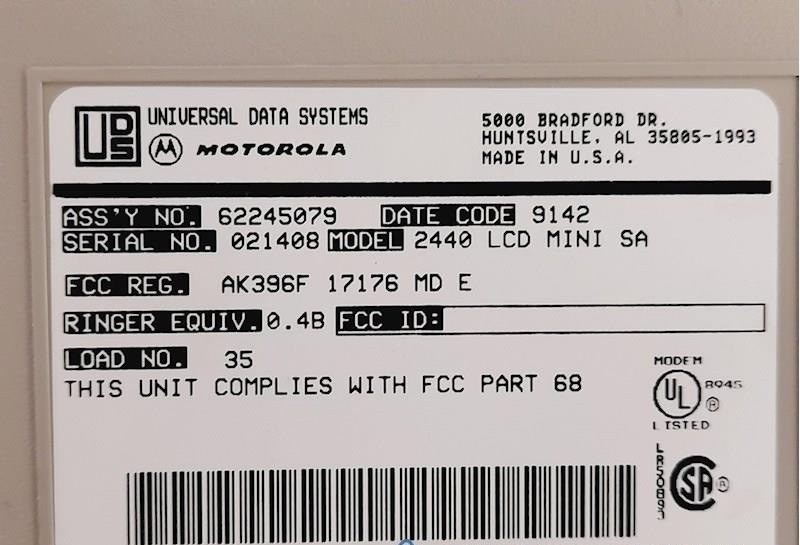 UDS UNIVERSAL DATA SYSTEMS
MOTOROLA
5000 BRADFORD DR.
HUNTSVILLE, AL 35805-1993
MADE IN U.S.A.
ASS'Y NO. 62245079 DATE CODE 9142
SERIAL NO. 021408 MODEL 2440 LCD MINI SA
FCC REG. AK396F 17176 MD E
RINGER EQUIV. 0.4B FCC ID:
LOAD NO. 35
THIS UNIT COMPLIES WITH FCC PART 68
MODEM
UL 894S
®
LISTED
LR50893
SA ®